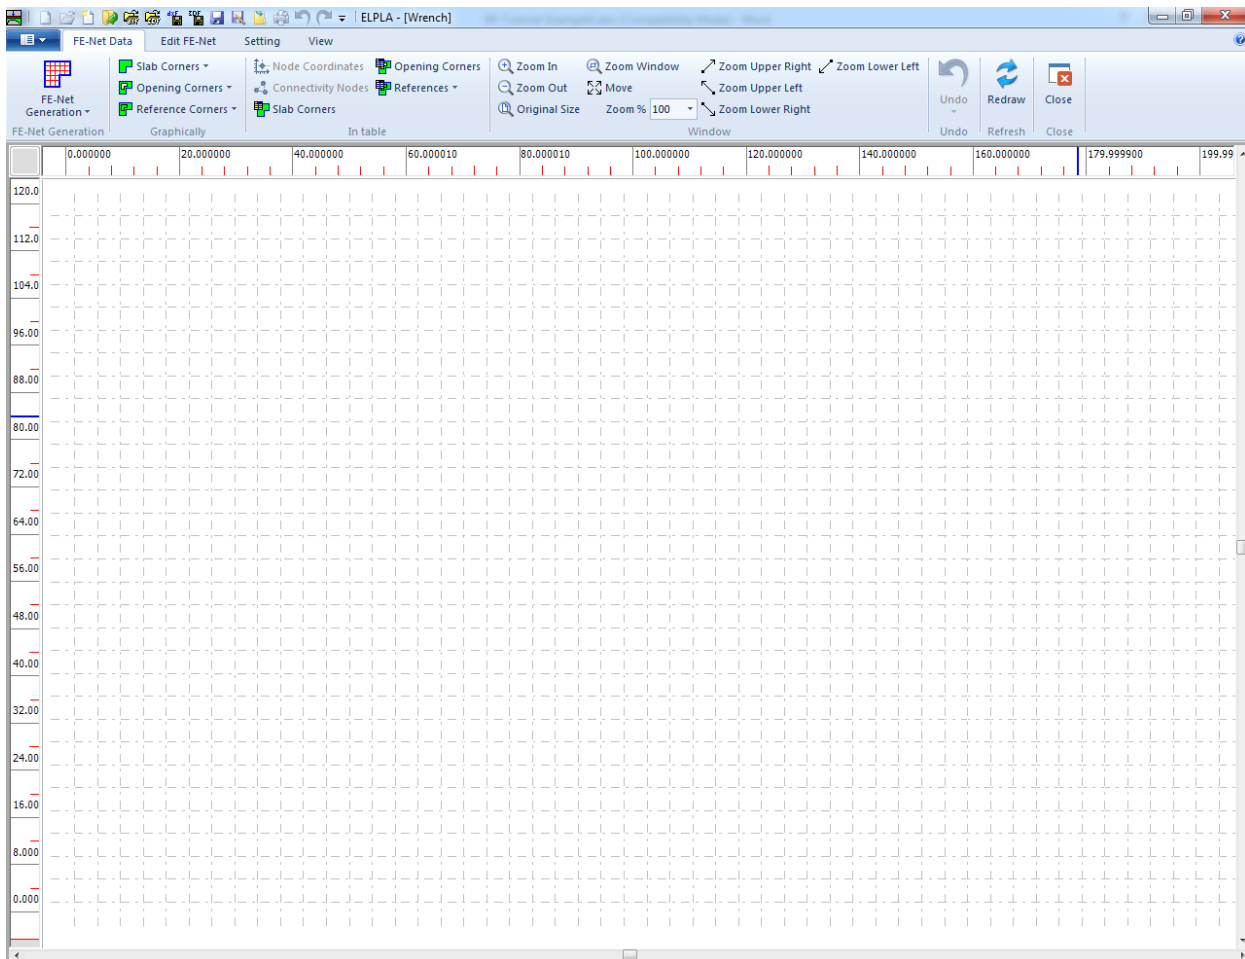 ELPLA - [Wrench]
FE-Net Data Edit FE-Net Setting View
Slab Corners Node Coordinates Opening Corners Zoom In Zoom Window Zoom Upper Right Zoom Lower Left
Opening Corners Connectivity Nodes References Zoom Out Move Zoom Upper Left
FE-Net Generation Reference Corners Slab Corners Original Size Zoom % 100 Zoom Lower Right Undo Redraw Close
FE-Net Generation Graphically In table Window Undo Refresh Close
0.000000 20.000000 40.000000 60.000010 80.000010 100.000000 120.000000 140.000000 160.000000 179.999900 199.99
120.0
112.0
104.0
96.00
88.00
80.00
72.00
64.00
56.00
48.00
40.00
32.00
24.00
16.00
8.000
0.000